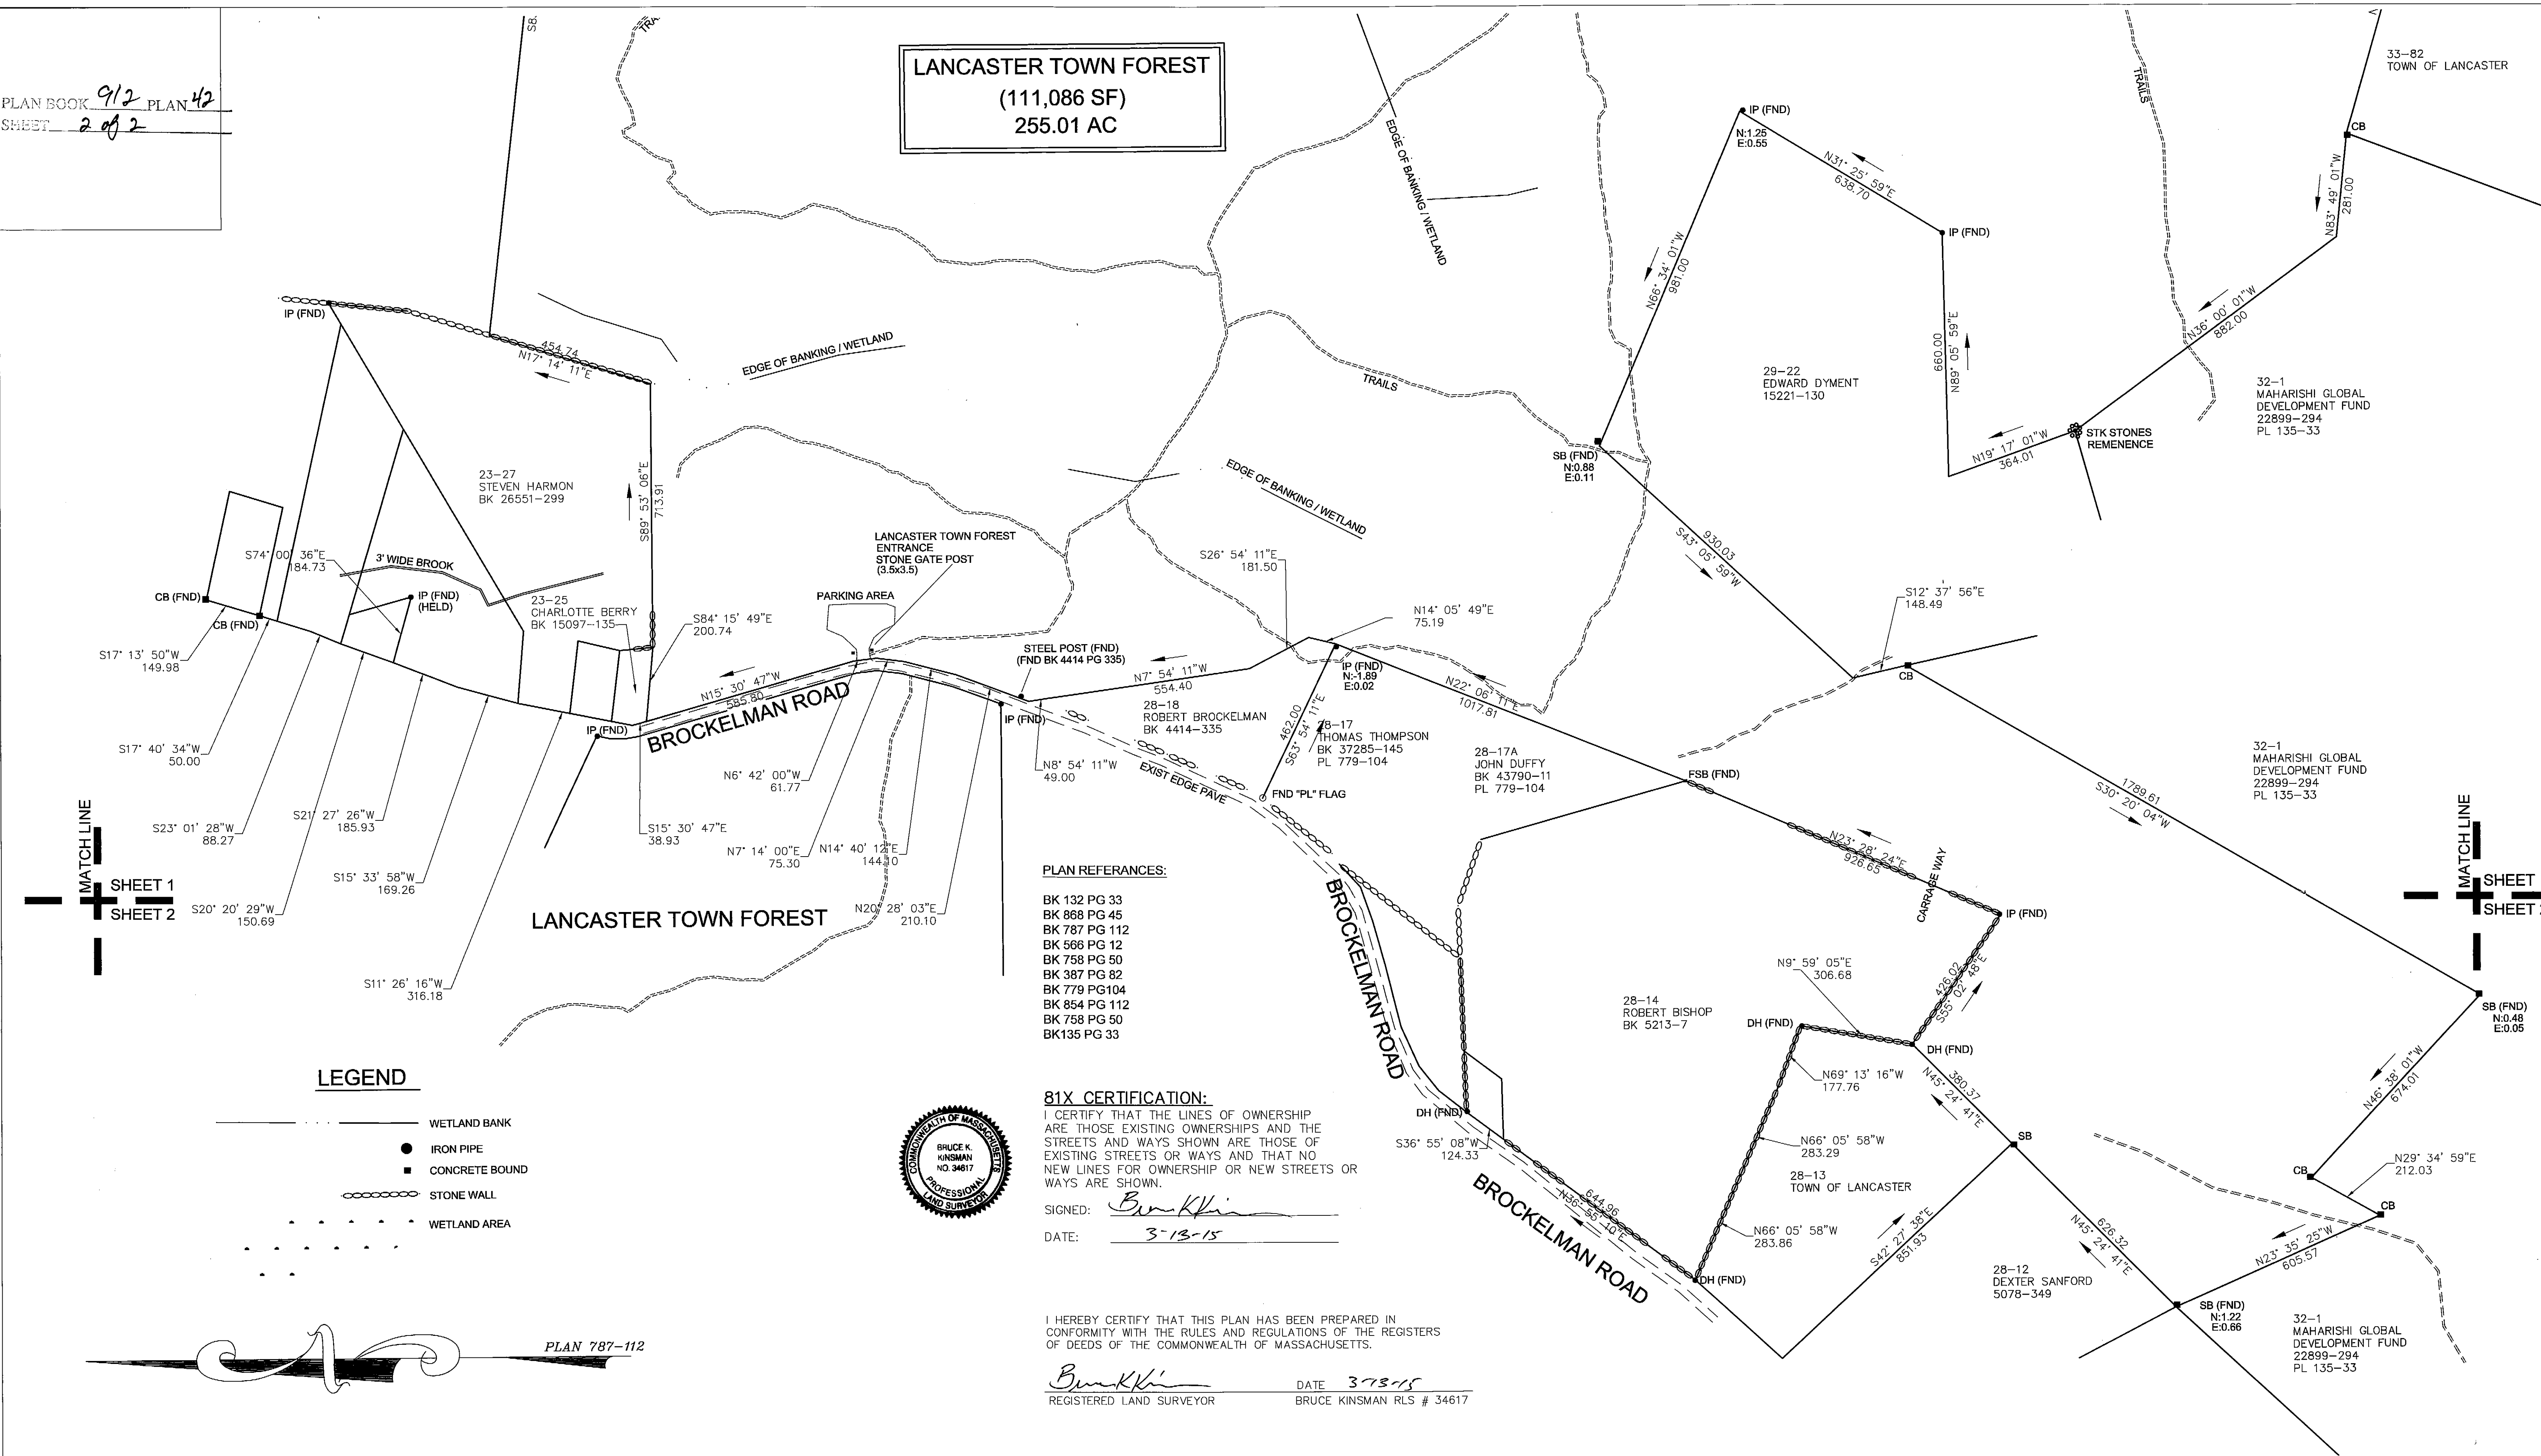 PLAN BOOK 912 PLAN 42
SHEET 2 of 2
LANCASTER TOWN FOREST
(111,086 SF)
255.01 AC
S8.
TRA
EDGE OF BANKING / WETLAND
TRAILS
33-82
TOWN OF LANCASTER
CB
N83° 49' 01"W
281.00
IP (FND)
N:1.25
E:0.55
N31° 25' 59"E
638.70
IP (FND)
N66° 34' 01"W
981.00
N36° 00' 01"W
882.00
660.00
N89° 05' 59"E
29-22
EDWARD DYMENT
15221-130
32-1
MAHARISHI GLOBAL
DEVELOPMENT FUND
22899-294
PL 135-33
STK STONES
REMENENCE
N19° 17' 01"W
364.01
SB (FND)
N:0.88
E:0.11
IP (FND)
454.74
N17° 14' 11"E
EDGE OF BANKING / WETLAND
TRAILS
23-27
STEVEN HARMON
BK 26551-299
S89° 53' 06"E
713.91
EDGE OF BANKING / WETLAND
930.03
S43° 05' 59"W
LANCASTER TOWN FOREST
ENTRANCE
STONE GATE POST
(3.5x3.5)
S74° 00' 36"E
184.73
3' WIDE BROOK
CB (FND)
CB (FND)
IP (FND)
(HELD)
23-25
CHARLOTTE BERRY
BK 15097-135
PARKING AREA
S26° 54' 11"E
181.50
N14° 05' 49"E
75.19
S12° 37' 56"E
148.49
S84° 15' 49"E
200.74
S17° 13' 50"W
149.98
STEEL POST (FND)
(FND BK 4414 PG 335)
N7° 54' 11"W
554.40
IP (FND)
N:-1.89
E:0.02
CB
N15° 30' 47"W
585.80
BROCKELMAN ROAD
IP (FND)
IP (FND)
28-18
ROBERT BROCKELMAN
BK 4414-335
462.00
S63° 54' 11"E
28-17
THOMAS THOMPSON
BK 37285-145
PL 779-104
N22° 06' 11"E
1017.81
28-17A
JOHN DUFFY
BK 43790-11
PL 779-104
FSB (FND)
32-1
MAHARISHI GLOBAL
DEVELOPMENT FUND
22899-294
PL 135-33
1789.61
S30° 20' 04"W
S17° 40' 34"W
50.00
N6° 42' 00"W
61.77
N8° 54' 11"W
49.00
EXIST EDGE PAVE
FND "PL" FLAG
S23° 01' 28"W
88.27
S21° 27' 26"W
185.93
S15° 30' 47"E
38.93
N7° 14' 00"E
75.30
N14° 40' 12"E
144.10
N23° 28' 24"E
926.65
CARRAGE WAY
MATCH LINE
SHEET 1
SHEET 2
S15° 33' 58"W
169.26
S20° 20' 29"W
150.69
LANCASTER TOWN FOREST
N20° 28' 03"E
210.10
S11° 26' 16"W
316.18
PLAN REFERANCES:
BK 132 PG 33
BK 868 PG 45
BK 787 PG 112
BK 566 PG 12
BK 758 PG 50
BK 387 PG 82
BK 779 PG104
BK 854 PG 112
BK 758 PG 50
BK135 PG 33
BROCKELMAN ROAD
MATCH LINE
SHEET
SHEET 2
IP (FND)
426.02
S55° 02' 48"E
N9° 59' 05"E
306.68
28-14
ROBERT BISHOP
BK 5213-7
DH (FND)
DH (FND)
SB (FND)
N:0.48
E:0.05
N69° 13' 16"W
177.76
380.37
N45° 24' 41"E
N46° 38' 01"W
674.01
LEGEND
WETLAND BANK
IRON PIPE
CONCRETE BOUND
STONE WALL
WETLAND AREA
COMMONWEALTH OF MASSACHUSETTS
BRUCE K.
KINSMAN
NO. 34617
PROFESSIONAL
LAND SURVEYOR
81X CERTIFICATION:
I CERTIFY THAT THE LINES OF OWNERSHIP
ARE THOSE EXISTING OWNERSHIPS AND THE
STREETS AND WAYS SHOWN ARE THOSE OF
EXISTING STREETS OR WAYS AND THAT NO
NEW LINES FOR OWNERSHIP OR NEW STREETS OR
WAYS ARE SHOWN.
SIGNED:
DATE: 3-13-15
DH (FND)
S36° 55' 08"W
124.33
N66° 05' 58"W
283.29
28-13
TOWN OF LANCASTER
SB
BROCKELMAN ROAD
644.96
N36° 55' 10"E
N66° 05' 58"W
283.86
DH (FND)
S42° 27' 38"E
851.93
626.32
N45° 24' 41"E
CB
N29° 34' 59"E
212.03
CB
N23° 35' 25"W
605.57
28-12
DEXTER SANFORD
5078-349
SB (FND)
N:1.22
E:0.66
32-1
MAHARISHI GLOBAL
DEVELOPMENT FUND
22899-294
PL 135-33
PLAN 787-112
I HEREBY CERTIFY THAT THIS PLAN HAS BEEN PREPARED IN
CONFORMITY WITH THE RULES AND REGULATIONS OF THE REGISTERS
OF DEEDS OF THE COMMONWEALTH OF MASSACHUSETTS.
DATE 3-13-15
REGISTERED LAND SURVEYOR
BRUCE KINSMAN RLS # 34617